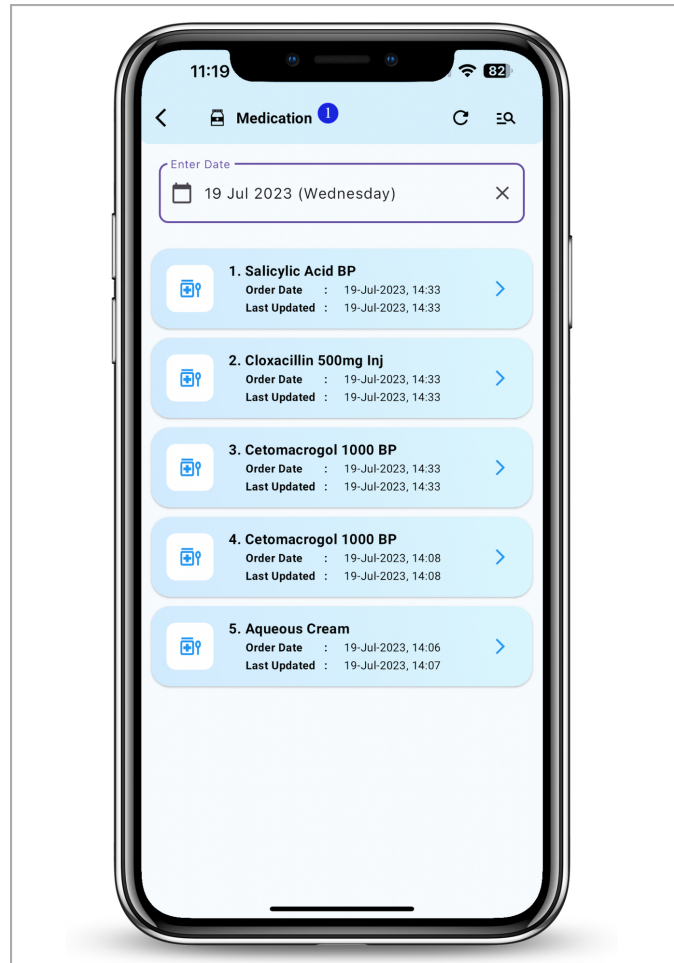 11:19
82
Medication 1
Enter Date
19 Jul 2023 (Wednesday)
1. Salicylic Acid BP
Order Date : 19-Jul-2023, 14:33
Last Updated : 19-Jul-2023, 14:33
2. Cloxacillin 500mg Inj
Order Date : 19-Jul-2023, 14:33
Last Updated : 19-Jul-2023, 14:33
3. Cetomacrogol 1000 BP
Order Date : 19-Jul-2023, 14:33
Last Updated : 19-Jul-2023, 14:33
4. Cetomacrogol 1000 BP
Order Date : 19-Jul-2023, 14:08
Last Updated : 19-Jul-2023, 14:08
5. Aqueous Cream
Order Date : 19-Jul-2023, 14:06
Last Updated : 19-Jul-2023, 14:07